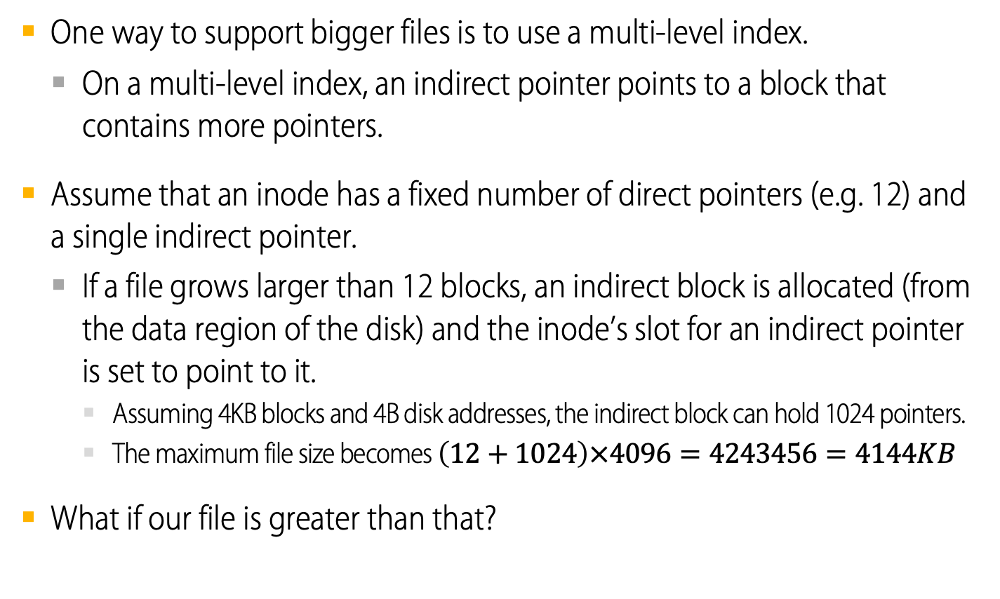 One way to support bigger files is to use a multi-level index.
On a multi-level index, an indirect pointer points to a block that
contains more pointers.
Assume that an inode has a fixed number of direct pointers (e.g. 12) and
a single indirect pointer.
If a file grows larger than 12 blocks, an indirect block is allocated (from
the data region of the disk) and the inode’s slot for an indirect pointer
is set to point to it.
Assuming 4KB blocks and 4B disk addresses, the indirect block can hold 1024 pointers.
The maximum file size becomes (12 + 1024)×4096 = 4243456 = 4144KB
What if our file is greater than that?